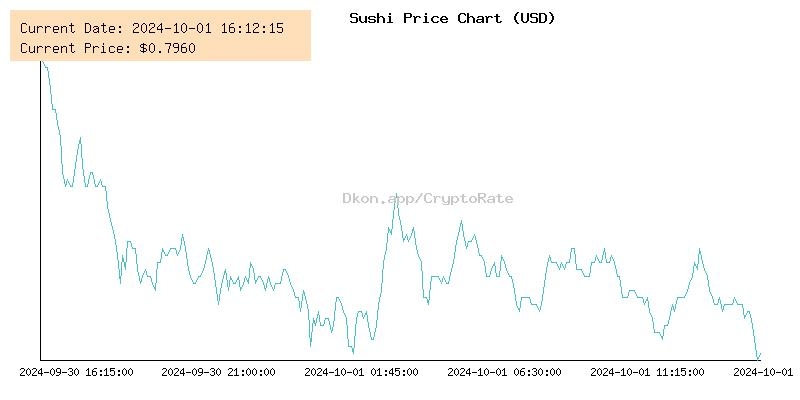 Sushi Price Chart (USD)
Current Date: 2024-10-01 16:12:15
Current Price: $0.7960
Dkon.app/CryptoRate
2024-09-30 16:15:00
2024-09-30 21:00:00
2024-10-01 01:45:00
2024-10-01 06:30:00
2024-10-01 11:15:00
2024-10-01